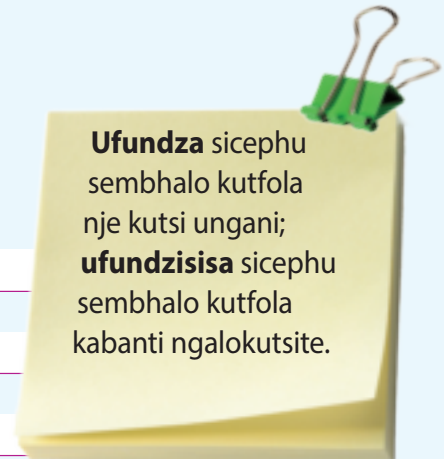 Ufundza sicephu
sembhalo kutfola
nje kutsi ungani;
ufundzisisa sicephu
sembhalo kutfola
kabanti ngalokutsite.